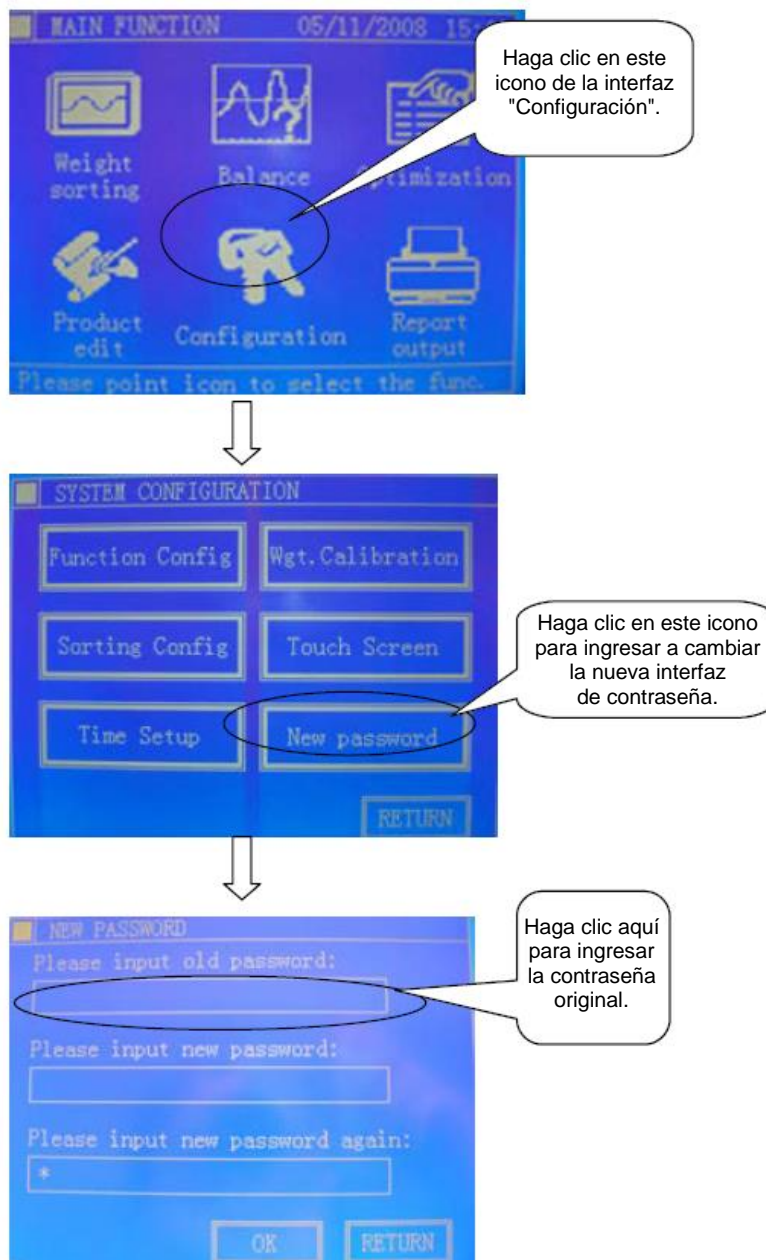 MAIN FUNCTION 05/11/2008 15:
Haga clic en este
icono de la interfaz
"Configuración".
Weight
sorting
Balance
Optimization
Product
edit
Configuration
Report
output
Please point icon to select the func.
SYSTEM CONFIGURATION
Function Config
Wgt.Calibration
Sorting Config
Touch Screen
Haga clic en este icono
para ingresar a cambiar
la nueva interfaz
de contraseña.
Time Setup
New password
RETURN
NEW PASSWORD
Please input old password:
Haga clic aquí
para ingresar
la contraseña
original.
Please input new password:
Please input new password again:
*
OK
RETURN